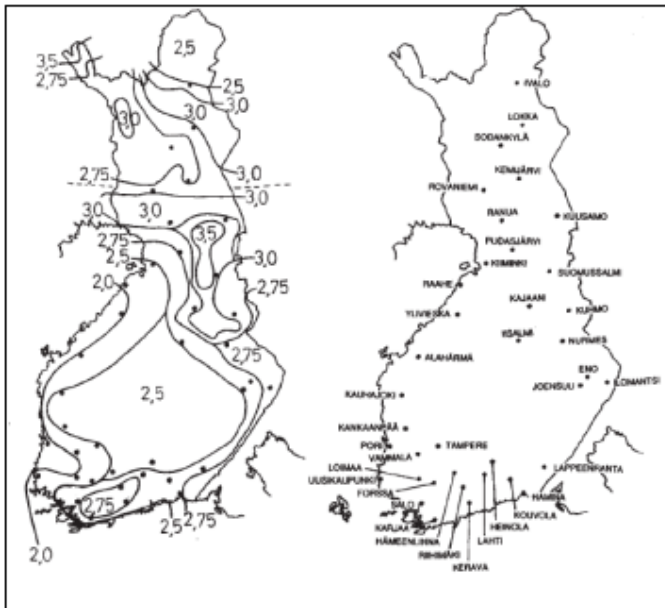 2,5
3,5
2,75
2,5
3,0
3,0
3,0
2,75
3,0
3,0
3,0
3,0
2,75
3,5
2,5
3,0
2,0
2,75
2,75
2,5
2,75
2,5
2,75
2,0
IVALO
LOKKA
SODANKYLÄ
KEMIJÄRVI
ROVANIEMI
RANUA
KUUSAMO
PUDASJÄRVI
KIIMINKI
SUOMUSSALMI
RAAHE
KAJAANI
KUHMO
YLIVIESKA
IISALMI
NURMES
ALAHÄRMÄ
ENO
JOENSUU
ILOMANTSI
KAUHAJOKI
KANKAANPÄÄ
PORI
TAMPERE
VAMMALA
LOIMAA
LAPPEENRANTA
UUSIKAUPUNKI
FORSSA
HAMINA
SALO
KOUVOLA
KARJAA
HEINOLA
HÄMEENLINNA
LAHTI
RIIHIMÄKI
KERAVA